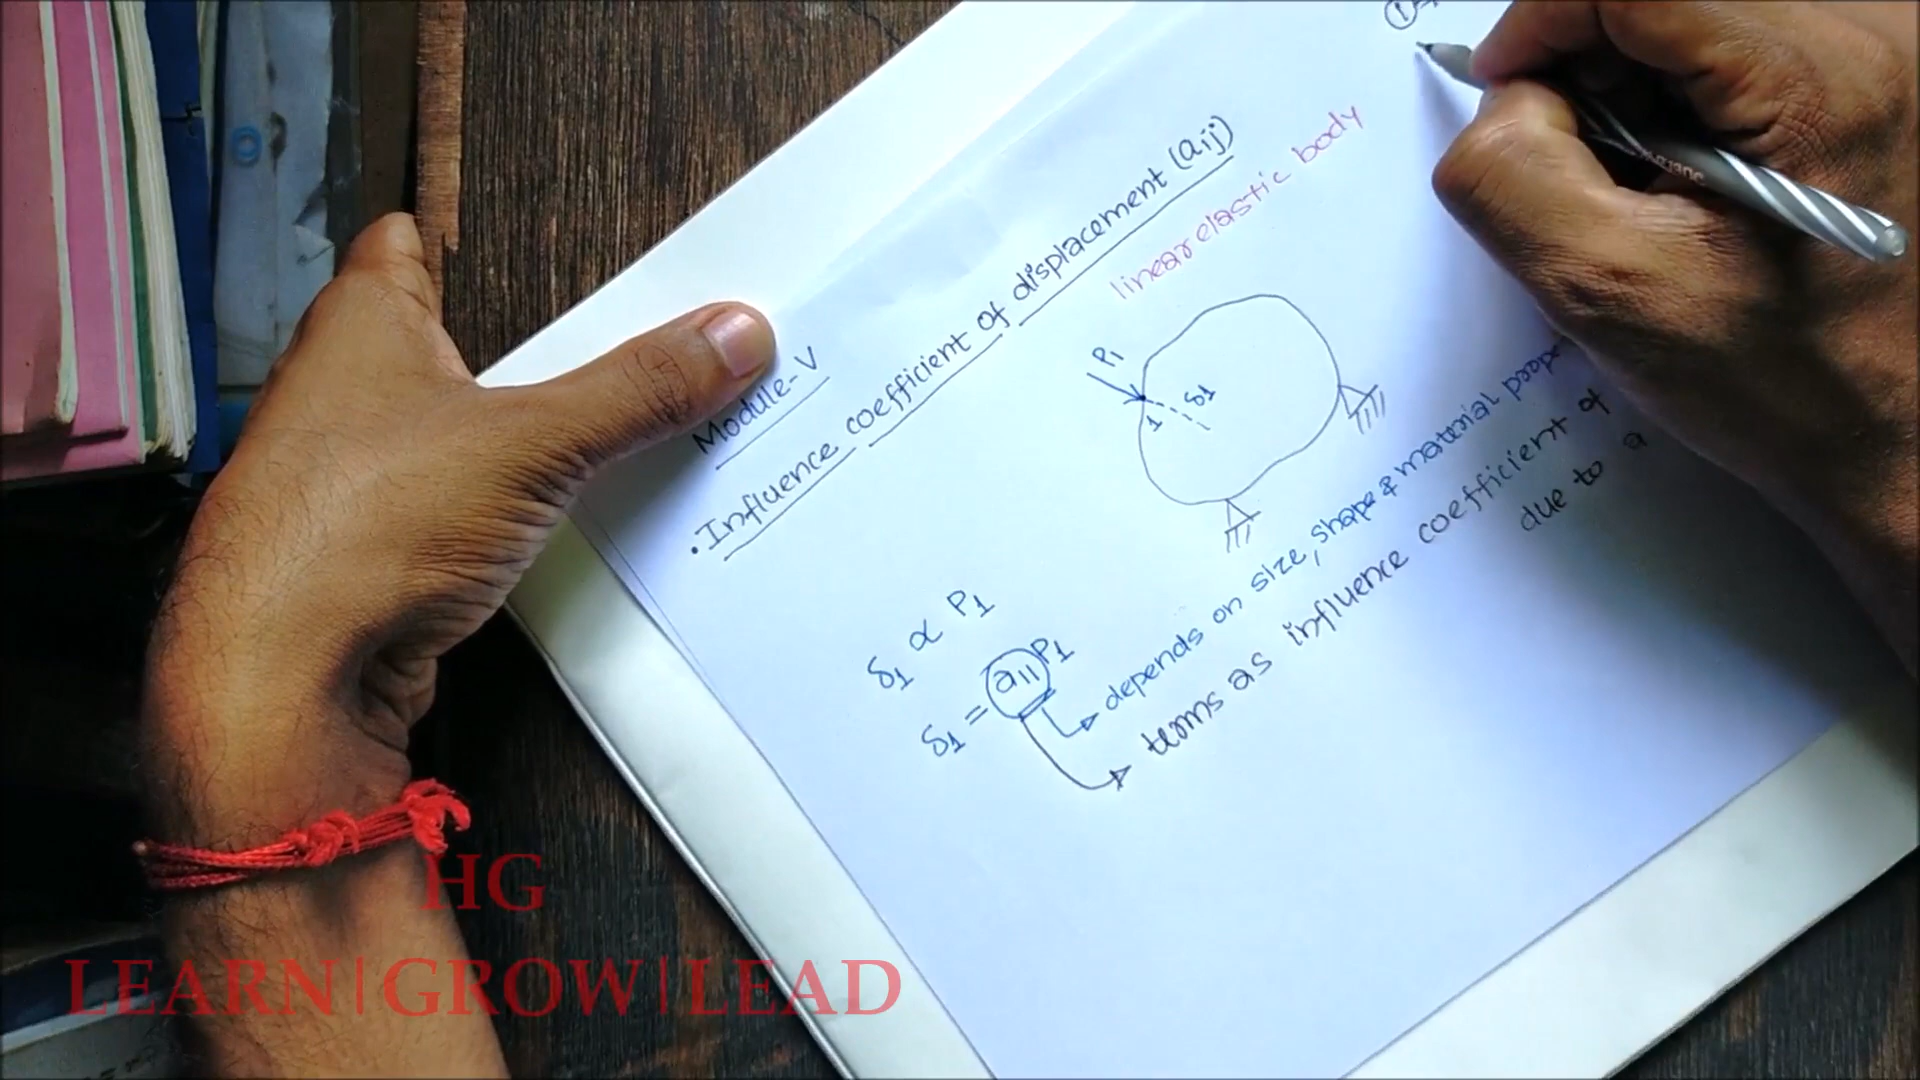 Module-V
. Influence coefficient of displacement (aij)
linear elastic body
P1
1
δ1
δ1 ∝ P1
δ1 = a11 P1
depends on size, shape & material
terms as influence coefficient of
due to a
HG
LEARN|GROW|LEAD